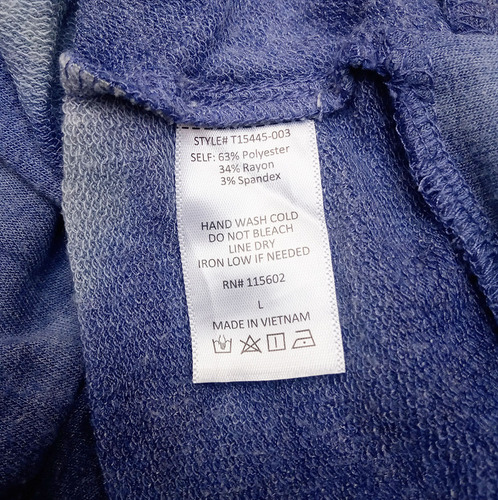 STYLE# T15445-003
SELF: 63% Polyester
34% Rayon
3% Spandex
HAND WASH COLD
DO NOT BLEACH
LINE DRY
IRON LOW IF NEEDED
RN# 115602
L
MADE IN VIETNAM